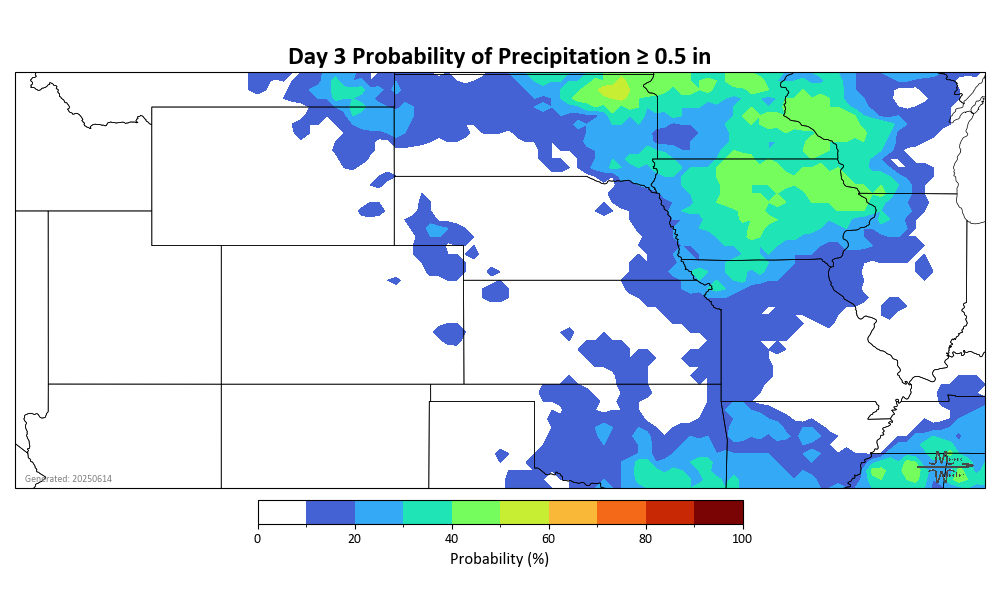 Day 3 Probability of Precipitation ≥ 0.5 in
Generated: 20250614
0 20 40 60 80 100
Probability (%)